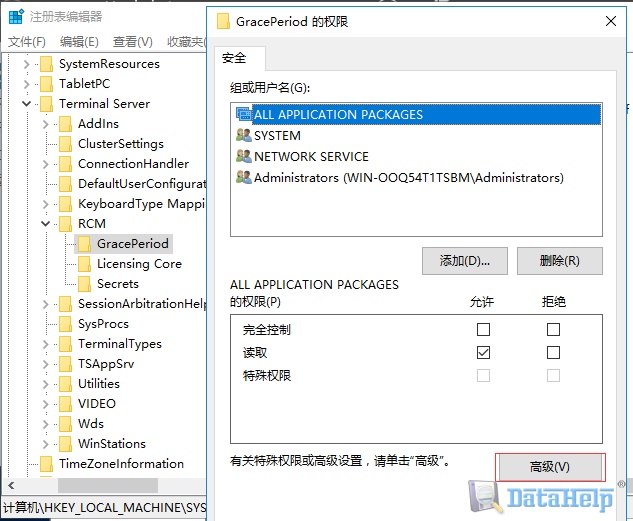 注册表编辑器
文件(F) 编辑(E) 查看(V) 收藏夹
SystemResources
TabletPC
Terminal Server
AddIns
ClusterSettings
ConnectionHandler
DefaultUserConfigurat
KeyboardType Mappi
RCM
GracePeriod
Licensing Core
Secrets
SessionArbitrationHelp
SysProcs
TerminalTypes
TSAppSrv
Utilities
VIDEO
Wds
WinStations
TimeZoneInformation
计算机\HKEY_LOCAL_MACHINE\SYS
GracePeriod 的权限
安全
组或用户名(G):
ALL APPLICATION PACKAGES
SYSTEM
NETWORK SERVICE
Administrators (WIN-OOQ54T1TSBM\Administrators)
添加(D)... 删除(R)
ALL APPLICATION PACKAGES
的权限(P) 允许 拒绝
完全控制
读取
特殊权限
有关特殊权限或高级设置，请单击“高级”。
高级(V)
DataHelp®